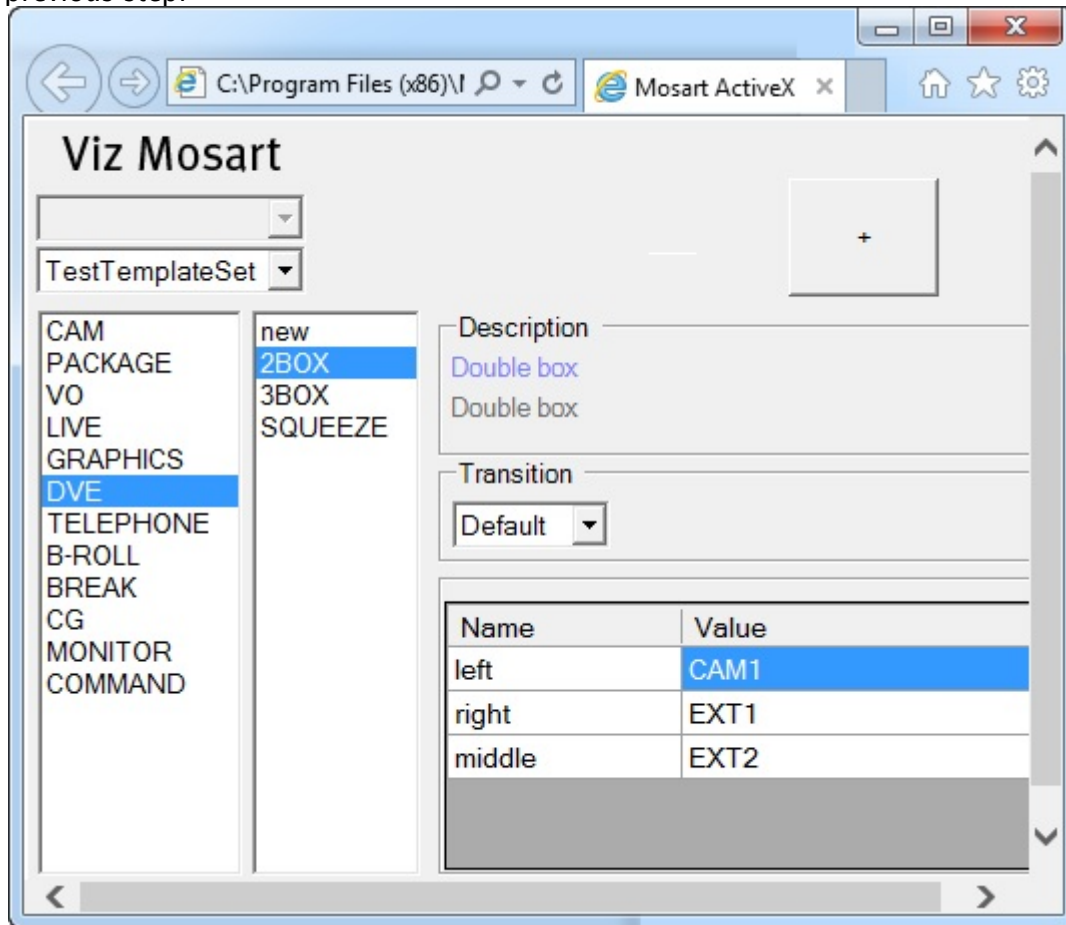 previous step.
C:\Program Files (x86)\I
Mosart ActiveX
Viz Mosart
+
TestTemplateSet
CAM
PACKAGE
VO
LIVE
GRAPHICS
DVE
TELEPHONE
B-ROLL
BREAK
CG
MONITOR
COMMAND
new
2BOX
3BOX
SQUEEZE
Description
Double box
Double box
Transition
Default
Name Value
left CAM1
right EXT1
middle EXT2